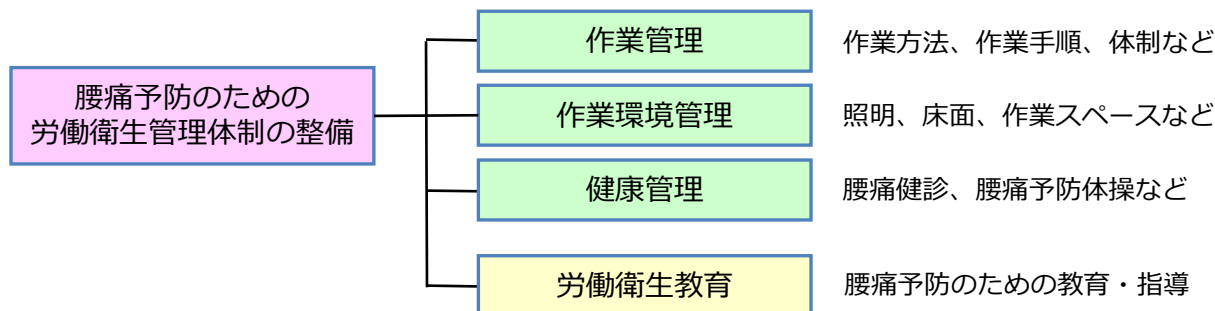 腰痛予防のための
労働衛生管理体制の整備
作業管理
作業方法、作業手順、体制など
作業環境管理
照明、床面、作業スペースなど
健康管理
腰痛健診、腰痛予防体操など
労働衛生教育
腰痛予防のための教育・指導